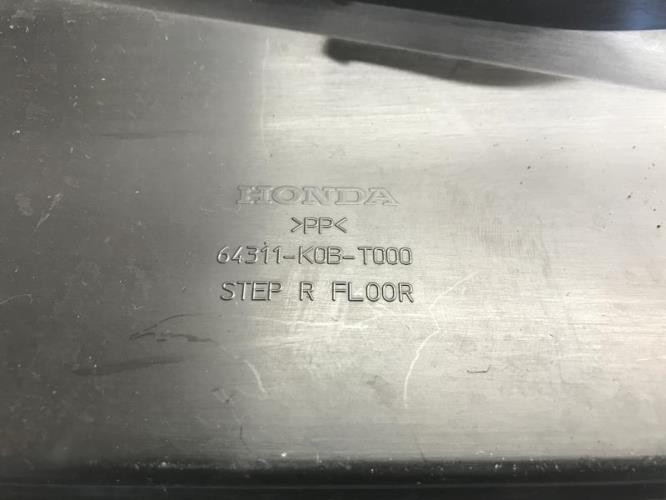 HONDA
>PP<
64311-K0B-T000
STEP R FLOOR